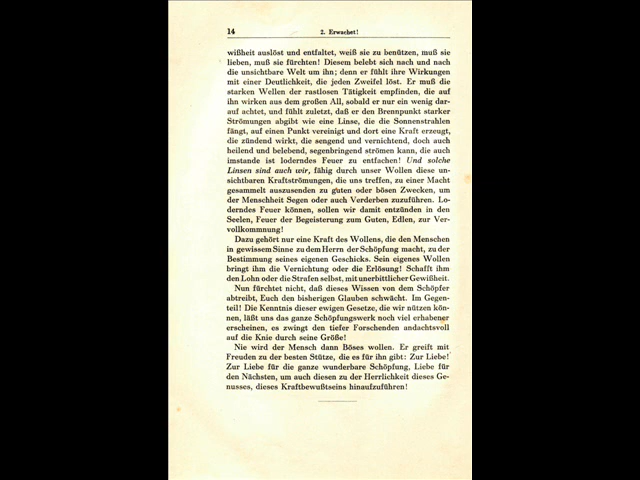 14
2. Erwachet!
wißheit auslöst und entfaltet, weiß sie zu benützen, muß sie
lieben, muß sie fürchten! Diesem belebt sich nach und nach
die unsichtbare Welt um ihn; denn er fühlt ihre Wirkungen
mit einer Deutlichkeit, die jeden Zweifel löst. Er muß die
starken Wellen der rastlosen Tätigkeit empfinden, die auf
ihn wirken aus dem großen All, sobald er nur ein wenig dar-
auf achtet, und fühlt zuletzt, daß er den Brennpunkt starker
Strömungen abgibt wie eine Linse, die die Sonnenstrahlen
fängt, auf einen Punkt vereinigt und dort eine Kraft erzeugt,
die zündend wirkt, die sengend und vernichtend, doch auch
heilend und belebend, segenbringend strömen kann, die auch
imstande ist loderndes Feuer zu entfachen! Und solche
Linsen sind auch wir, fähig durch unser Wollen diese un-
sichtbaren Kraftströmungen, die uns treffen, zu einer Macht
gesammelt auszusenden zu guten oder bösen Zwecken, um
der Menschheit Segen oder auch Verderben zuzuführen. Lo-
derndes Feuer können, sollen wir damit entzünden in den
Seelen, Feuer der Begeisterung zum Guten, Edlen, zur Ver-
vollkommnung!
Dazu gehört nur eine Kraft des Wollens, die den Menschen
in gewissem Sinne zu dem Herrn der Schöpfung macht, zu der
Bestimmung seines eigenen Geschicks. Sein eigenes Wollen
bringt ihm die Vernichtung oder die Erlösung! Schafft ihm
den Lohn oder die Strafen selbst, mit unerbittlicher Gewißheit.
Nun fürchtet nicht, daß dieses Wissen von dem Schöpfer
abtreibt, Euch den bisherigen Glauben schwächt. Im Gegen-
teil! Die Kenntnis dieser ewigen Gesetze, die wir nützen kön-
nen, läßt uns das ganze Schöpfungswerk noch viel erhabener
erscheinen, es zwingt den tiefer Forschenden andachtsvoll
auf die Knie durch seine Größe!
Nie wird der Mensch dann Böses wollen. Er greift mit
Freuden zu der besten Stütze, die es für ihn gibt: Zur Liebe!
Zur Liebe für die ganze wunderbare Schöpfung, Liebe für
den Nächsten, um auch diesen zu der Herrlichkeit dieses Ge-
nusses, dieses Kraftbewußtseins hinaufzuführen!